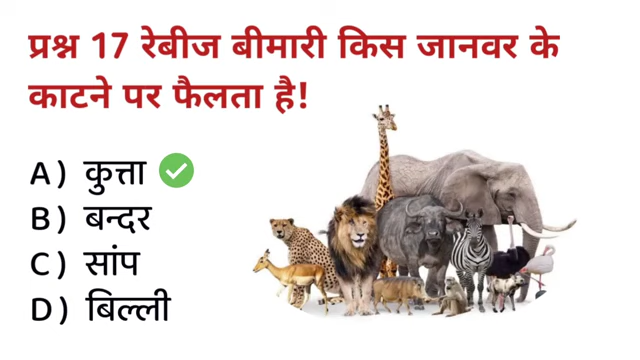 प्रश्न 17 रेबीज बीमारी किस जानवर के
काटने पर फैलता है!
A) कुत्ता
B) बन्दर
C) सांप
D) बिल्ली